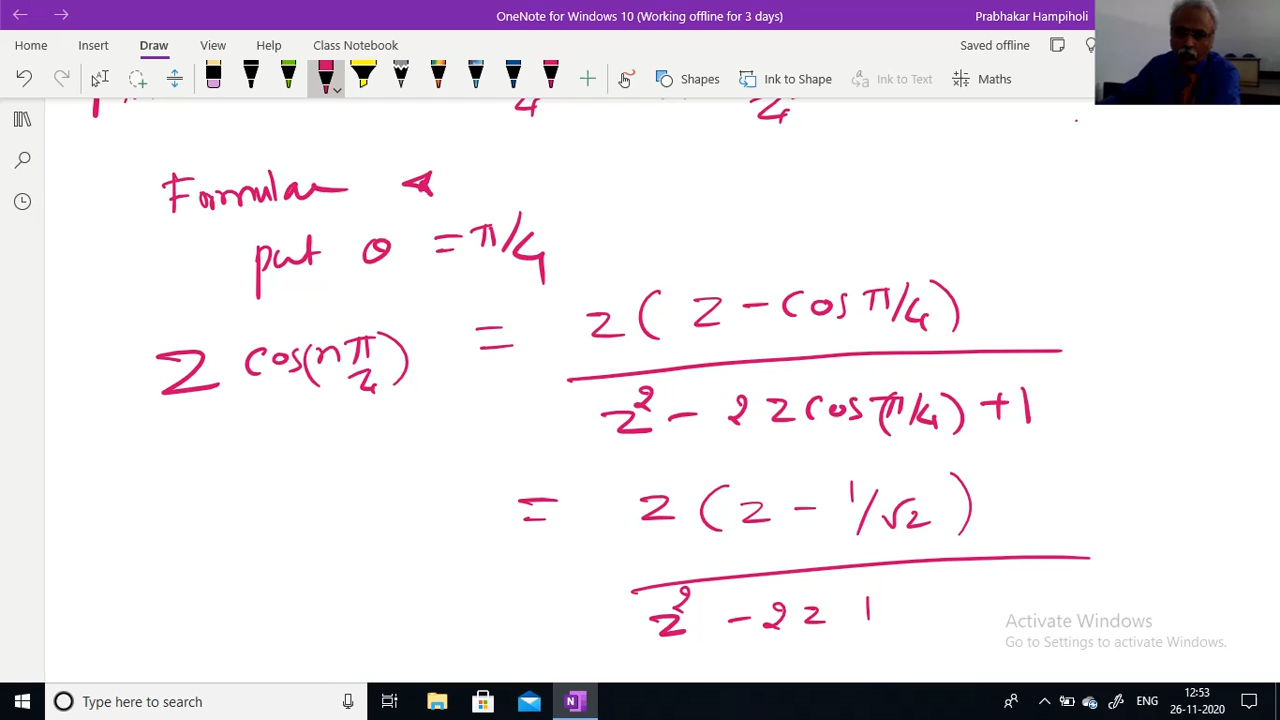 OneNote for Windows 10 (Working offline for 3 days)
Prabhakar Hampiholi
Home Insert Draw View Help Class Notebook
Saved offline
Shapes Ink to Shape Ink to Text Maths
4
Formulae
put θ = π/4
Z cos(nπ/4) = z(z - cos π/4)
z² - 2z cos(π/4) + 1
= z(z - 1/√2)
z² - 2z 1
Activate Windows
Go to Settings to activate Windows.
Type here to search
ENG
12:53
26-11-2020